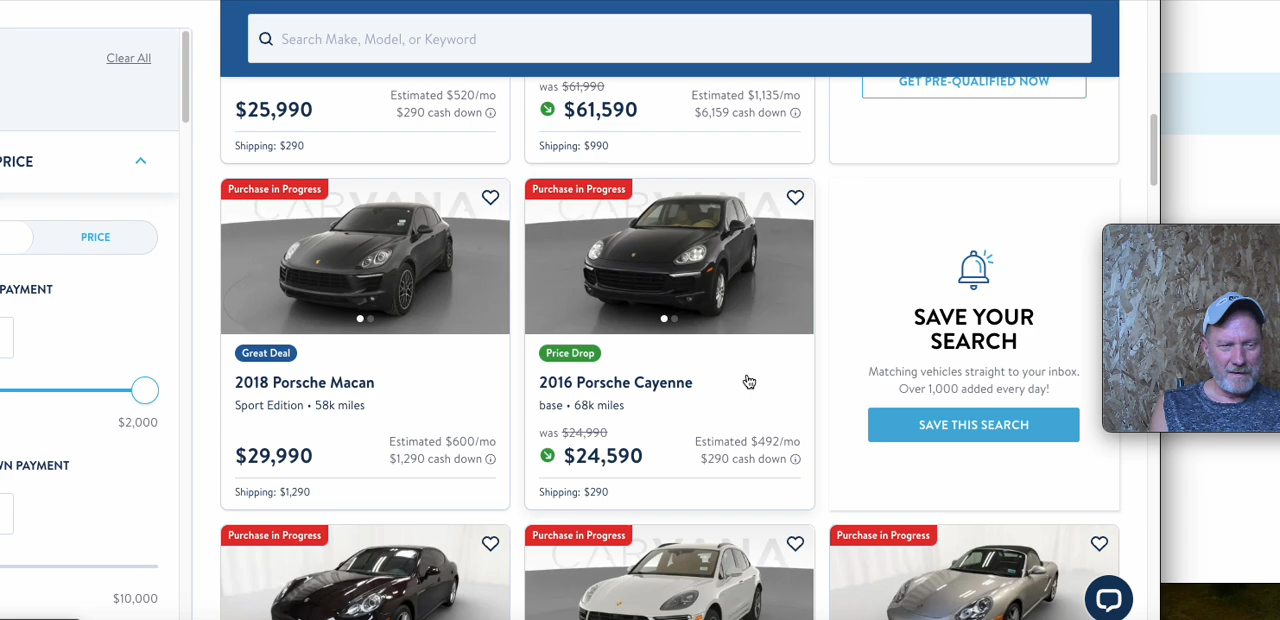 Clear All
PRICE
PRICE
PAYMENT
$2,000
WN PAYMENT
$10,000
Search Make, Model, or Keyword
$25,990
Estimated $520/mo
$290 cash down
Shipping: $290
was $61,990
$61,590
Estimated $1,135/mo
$6,159 cash down
Shipping: $990
GET PRE-QUALIFIED NOW
Purchase in Progress
CARVANA
Great Deal
2018 Porsche Macan
Sport Edition • 58k miles
$29,990
Estimated $600/mo
$1,290 cash down
Shipping: $1,290
Purchase in Progress
CARVANA
Price Drop
2016 Porsche Cayenne
base • 68k miles
was $24,990
$24,590
Estimated $492/mo
$290 cash down
Shipping: $290
SAVE YOUR
SEARCH
Matching vehicles straight to your inbox.
Over 1,000 added every day!
SAVE THIS SEARCH
Purchase in Progress
Purchase in Progress
CARVANA
Purchase in Progress